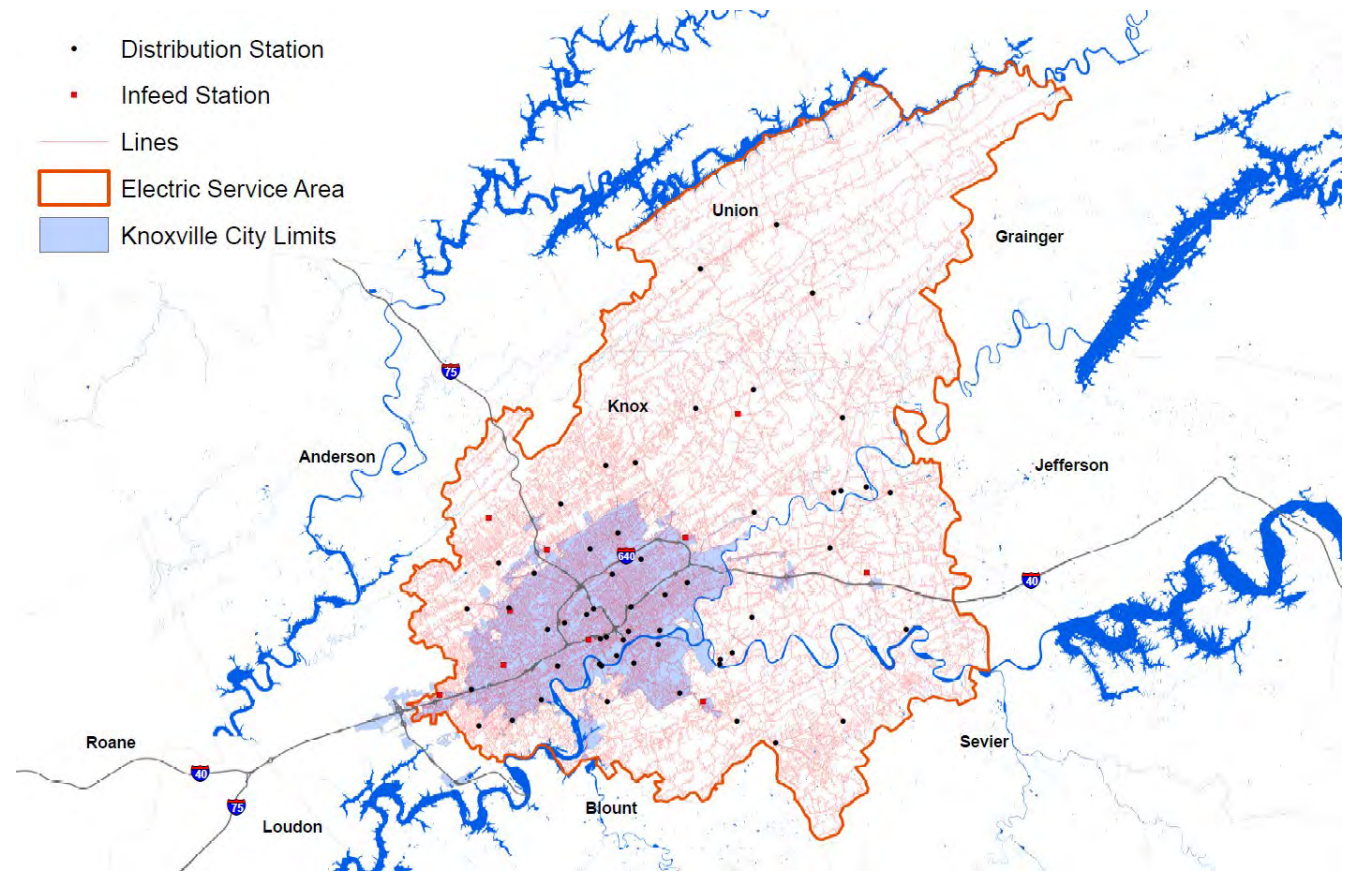 Distribution Station
Infeed Station
Lines
Electric Service Area
Knoxville City Limits
Union
Grainger
75
Knox
Anderson
Jefferson
640
40
Roane
Sevier
40
75
Blount
Loudon